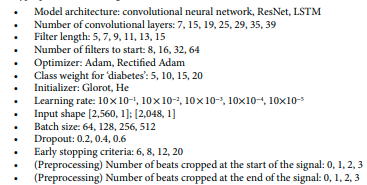 • Model architecture: convolutional neural network, ResNet, LSTM
• Number of convolutional layers: 7, 15, 19, 25, 29, 35, 39
• Filter length: 5, 7, 9, 11, 13, 15
• Number of filters to start: 8, 16, 32, 64
• Optimizer: Adam, Rectified Adam
• Class weight for 'diabetes': 5, 10, 15, 20
• Initializer: Glorot, He
• Learning rate: 10×10⁻¹, 10×10⁻², 10×10⁻³, 10×10⁻⁴, 10×10⁻⁵
• Input shape [2,560, 1]; [2,048, 1]
• Batch size: 64, 128, 256, 512
• Dropout: 0.2, 0.4, 0.6
• Early stopping criteria: 6, 8, 12, 20
• (Preprocessing) Number of beats cropped at the start of the signal: 0, 1, 2, 3
• (Preprocessing) Number of beats cropped at the end of the signal: 0, 1, 2, 3